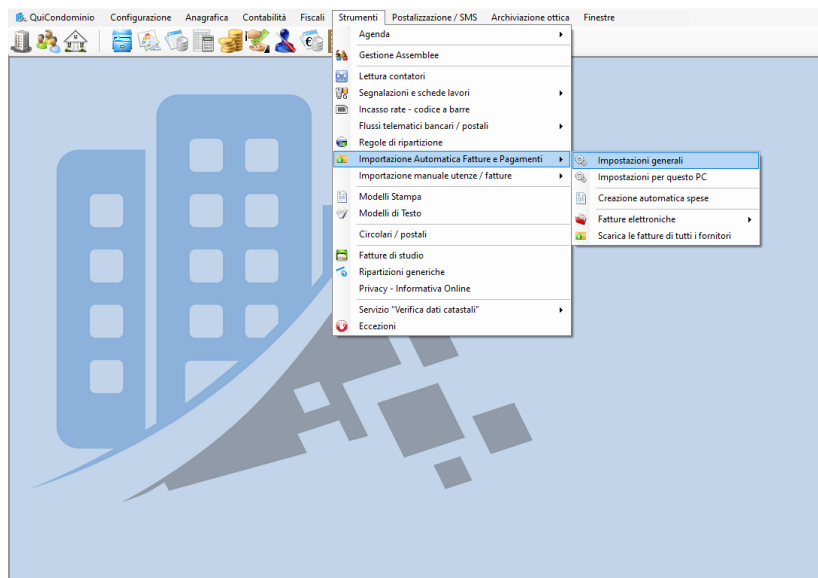 QuiCondominio Configurazione Anagrafica Contabilità Fiscali Strumenti Postalizzazione / SMS Archiviazione ottica Finestre
Agenda
Gestione Assemblee
Lettura contatori
Segnalazioni e schede lavori
Incasso rate - codice a barre
Flussi telematici bancari / postali
Regole di ripartizione
Importazione Automatica Fatture e Pagamenti
Importazione manuale utenze / fatture
Modelli Stampa
Modelli di Testo
Circolari / postali
Fatture di studio
Ripartizioni generiche
Privacy - Informativa Online
Servizio "Verifica dati catastali"
Eccezioni
Impostazioni generali
Impostazioni per questo PC
Creazione automatica spese
Fatture elettroniche
Scarica le fatture di tutti i fornitori